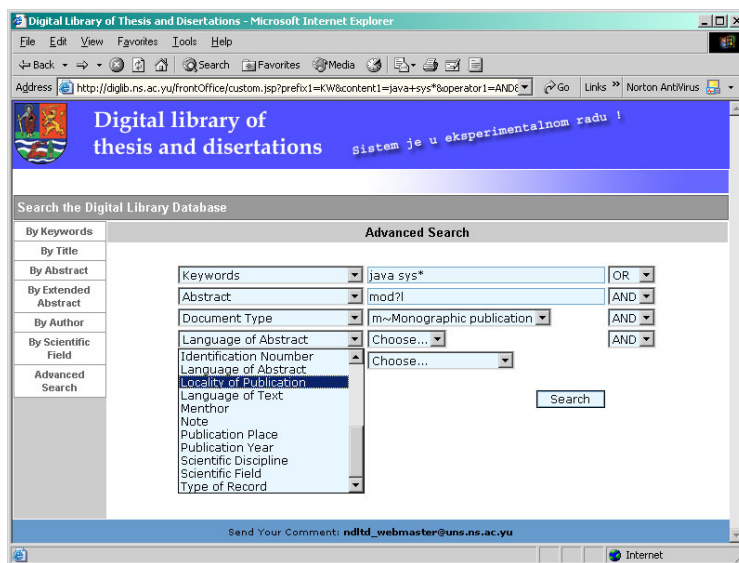 Digital Library of Thesis and Disertations - Microsoft Internet Explorer
File Edit View Favorites Tools Help
Back Search Favorites Media
Address http://diglib.ns.ac.yu/frontOffice/custom.jsp?prefix1=KW&content1=java+sys*&operator1=AND& Go Links » Norton AntiVirus
Digital library of
thesis and disertations
Sistem je u eksperimentalnom radu !
Search the Digital Library Database
By Keywords
By Title
By Abstract
By Extended
Abstract
By Author
By Scientific
Field
Advanced
Search
Advanced Search
Keywords java sys* OR
Abstract mod?l AND
Document Type m~Monographic publication AND
Language of Abstract Choose... AND
Choose...
Identification Noumber
Language of Abstract
Locality of Publication
Language of Text
Menthor
Note
Publication Place
Publication Year
Scientific Discipline
Scientific Field
Type of Record
Search
Send Your Comment: ndltd_webmaster@uns.ns.ac.yu
Internet